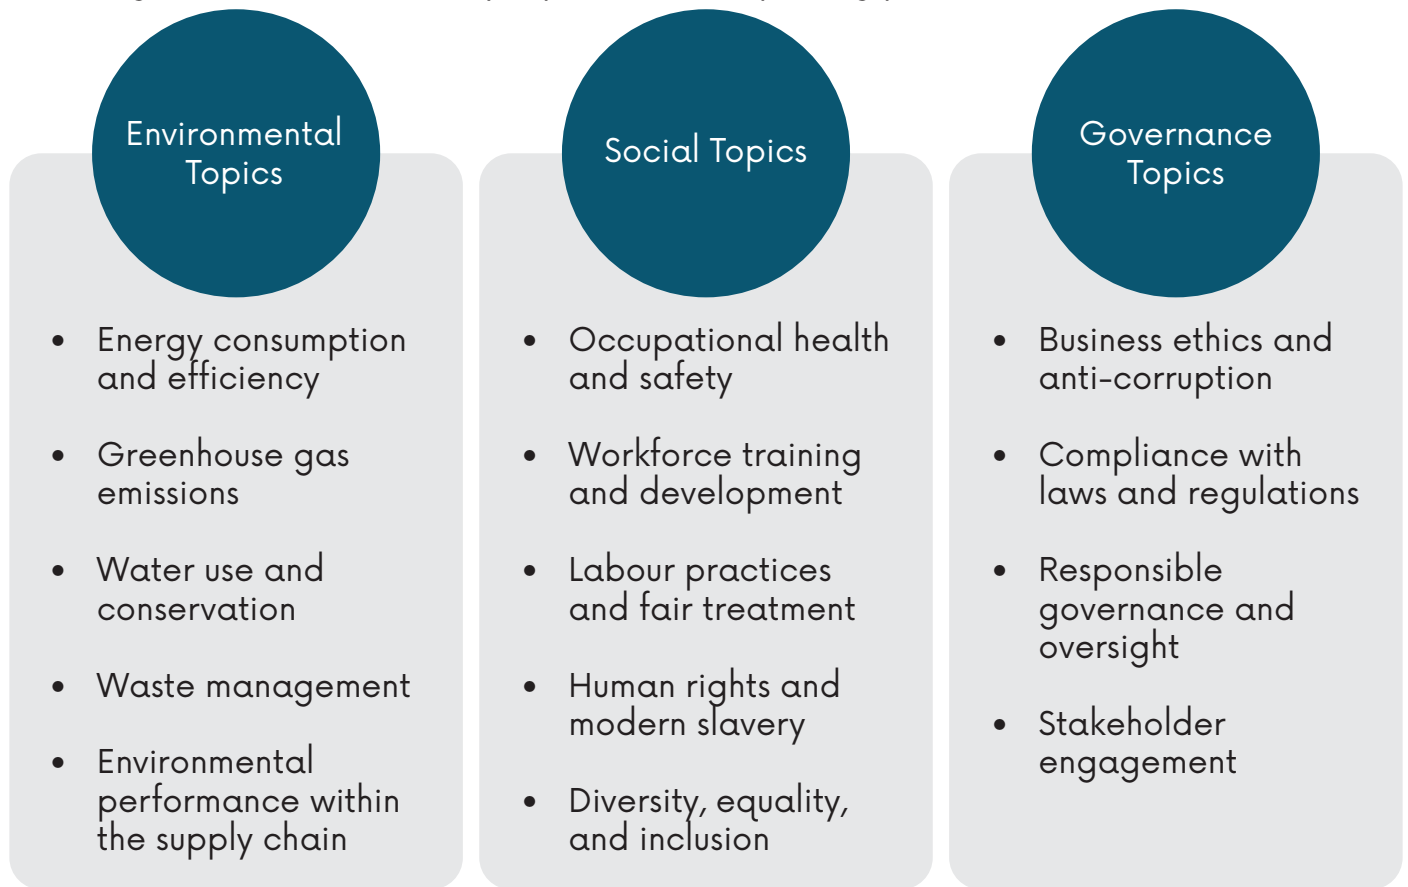 Environmental
Topics
Energy consumption
and efficiency
Greenhouse gas
emissions
Water use and
conservation
Waste management
Environmental
performance within
the supply chain
Social Topics
Occupational health
and safety
Workforce training
and development
Labour practices
and fair treatment
Human rights and
modern slavery
Diversity, equality,
and inclusion
Governance
Topics
Business ethics and
anti-corruption
Compliance with
laws and regulations
Responsible
governance and
oversight
Stakeholder
engagement